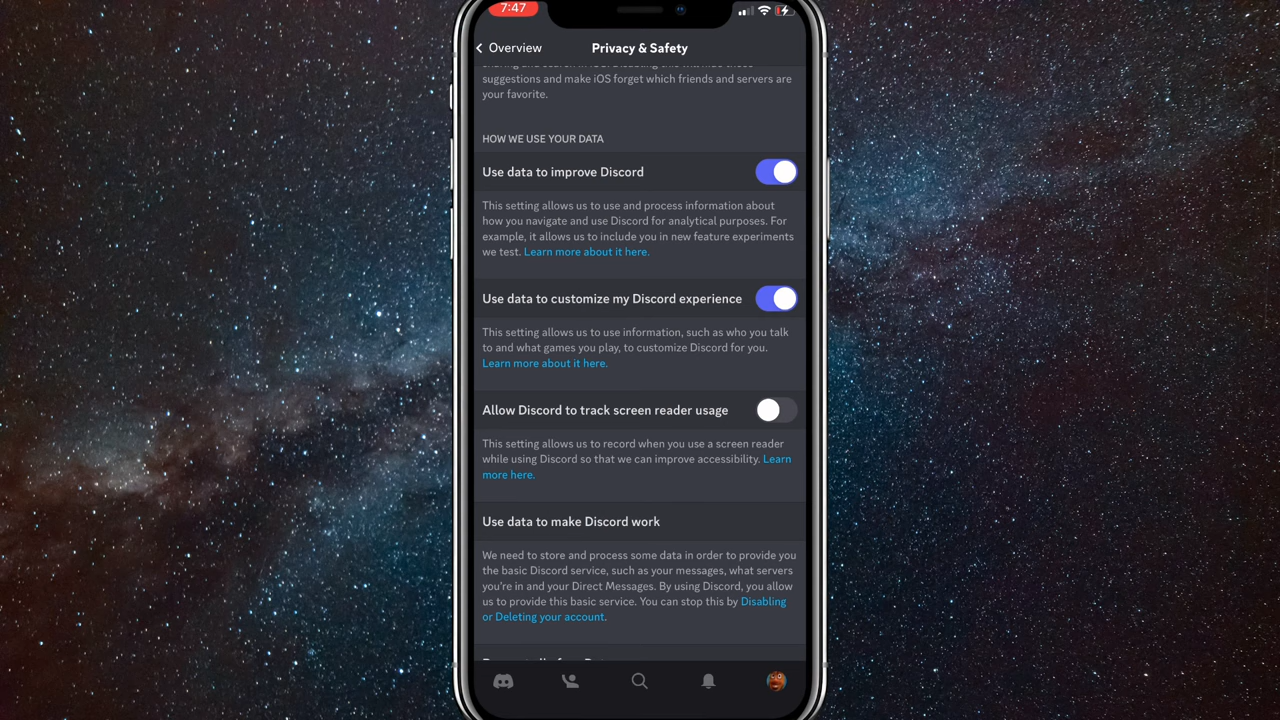 7:47
Overview
Privacy & Safety
suggestions and make iOS forget which friends and servers are
your favorite.
HOW WE USE YOUR DATA
Use data to improve Discord
This setting allows us to use and process information about
how you navigate and use Discord for analytical purposes. For
example, it allows us to include you in new feature experiments
we test. Learn more about it here.
Use data to customize my Discord experience
This setting allows us to use information, such as who you talk
to and what games you play, to customize Discord for you.
Learn more about it here.
Allow Discord to track screen reader usage
This setting allows us to record when you use a screen reader
while using Discord so that we can improve accessibility. Learn
more here.
Use data to make Discord work
We need to store and process some data in order to provide you
the basic Discord service, such as your messages, what servers
you're in and your Direct Messages. By using Discord, you allow
us to provide this basic service. You can stop this by Disabling
or Deleting your account.